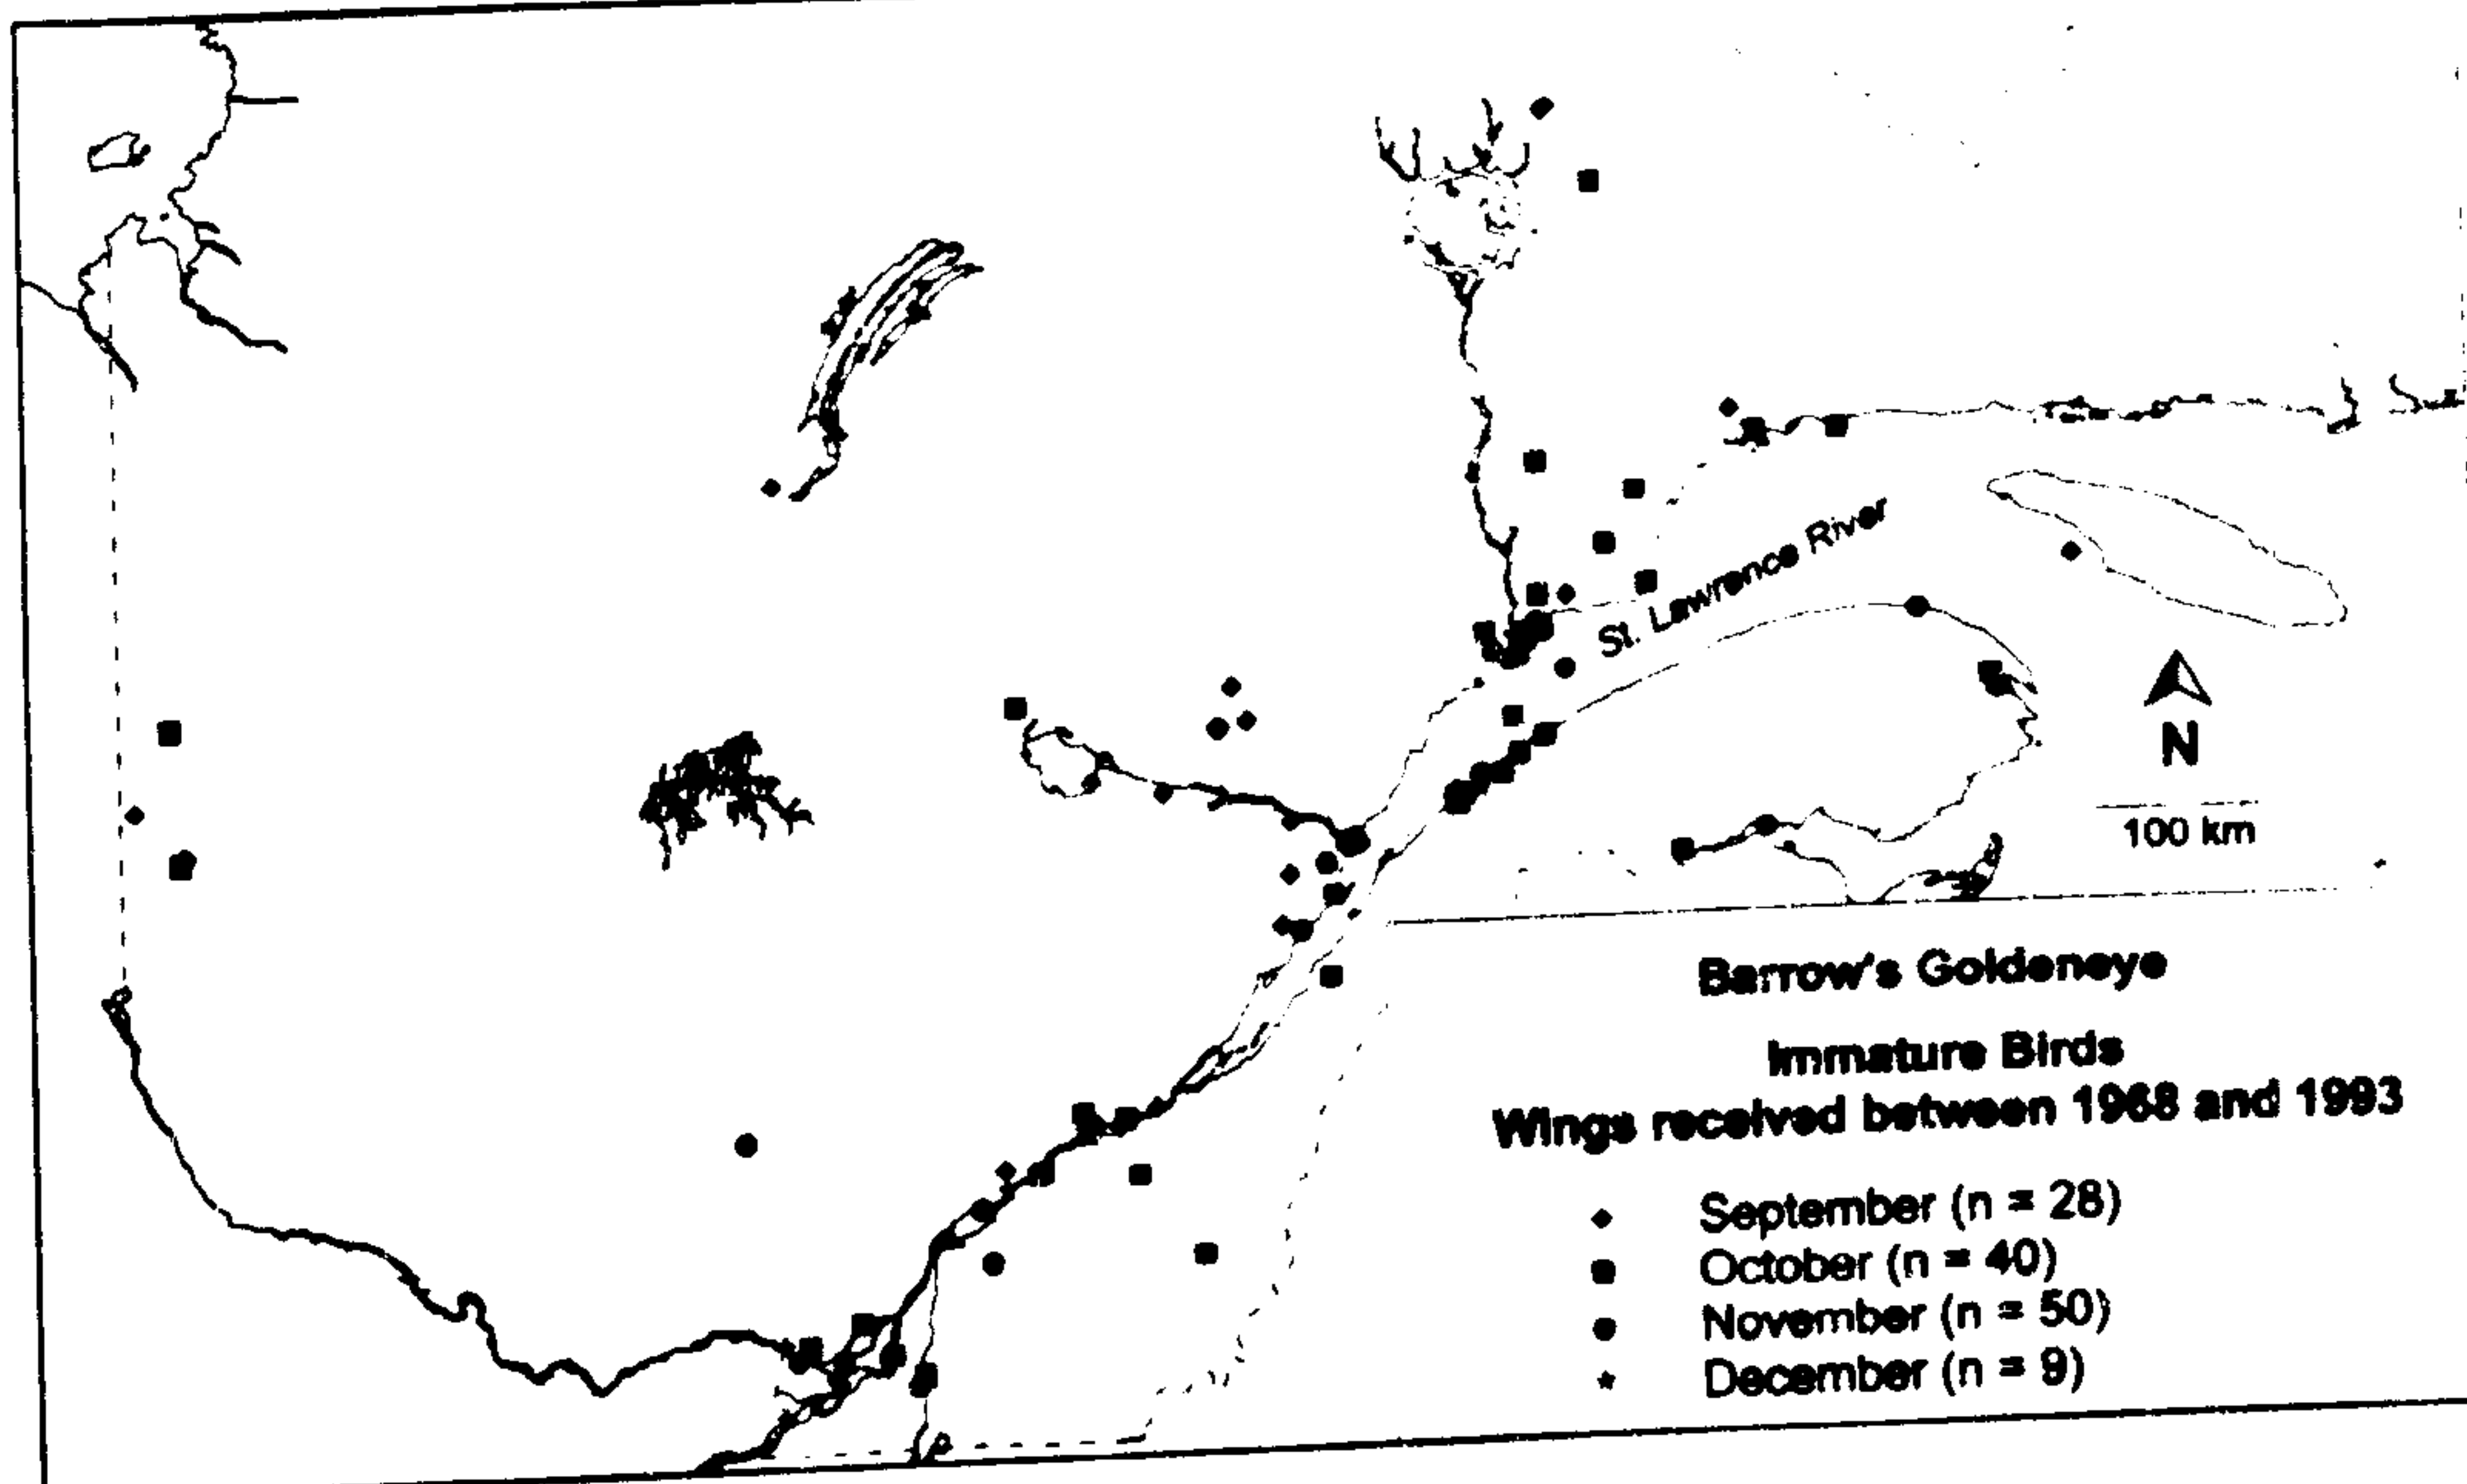 St. Lawrence River
N
100 km
Barrow's Goldeneye
Immature Birds
Wings received between 1968 and 1993
September (n = 28)
October (n = 40)
November (n = 50)
December (n = 9)